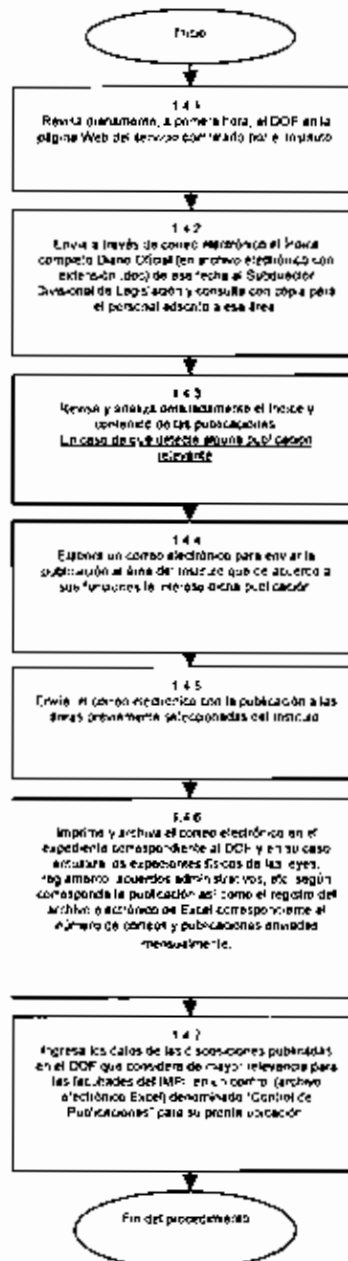 Inicio
1.4.1
Revisa diariamente, a primera hora, el DOF en la
página Web del servicio contratado por el Instituto
1.4.2
Envía a través de correo electrónico el Índice
completo Diario Oficial (en archivo electrónico con
extensión .doc) de esa fecha al Subdirector
Divisional de Legislación y consulta con copia para
el personal adscrito a esa área
1.4.3
Revisa y analiza detalladamente el índice y
contenido de las publicaciones
En caso de que detecte alguna publicación
relevante
1.4.4
Elabora un correo electrónico para enviar la
publicación al área del Instituto que de acuerdo a
sus funciones le interese dicha publicación
1.4.5
Envía el correo electrónico con la publicación a las
áreas previamente seleccionadas del Instituto
1.4.6
Imprime y archiva el correo electrónico en el
expediente correspondiente al DOF y en su caso
actualiza los expedientes físicos de las leyes,
reglamento, acuerdos administrativos, etc. según
corresponda la publicación así como el registro del
archivo electrónico de Excel correspondiente al
número de correos y publicaciones enviadas
mensualmente.
1.4.7
Ingresa los datos de las disposiciones publicadas
en el DOF que considera de mayor relevancia para
las facultades del IMPI en un control (archivo
electrónico Excel) denominado "Control de
Publicaciones" para su pronta ubicación
Fin del procedimiento